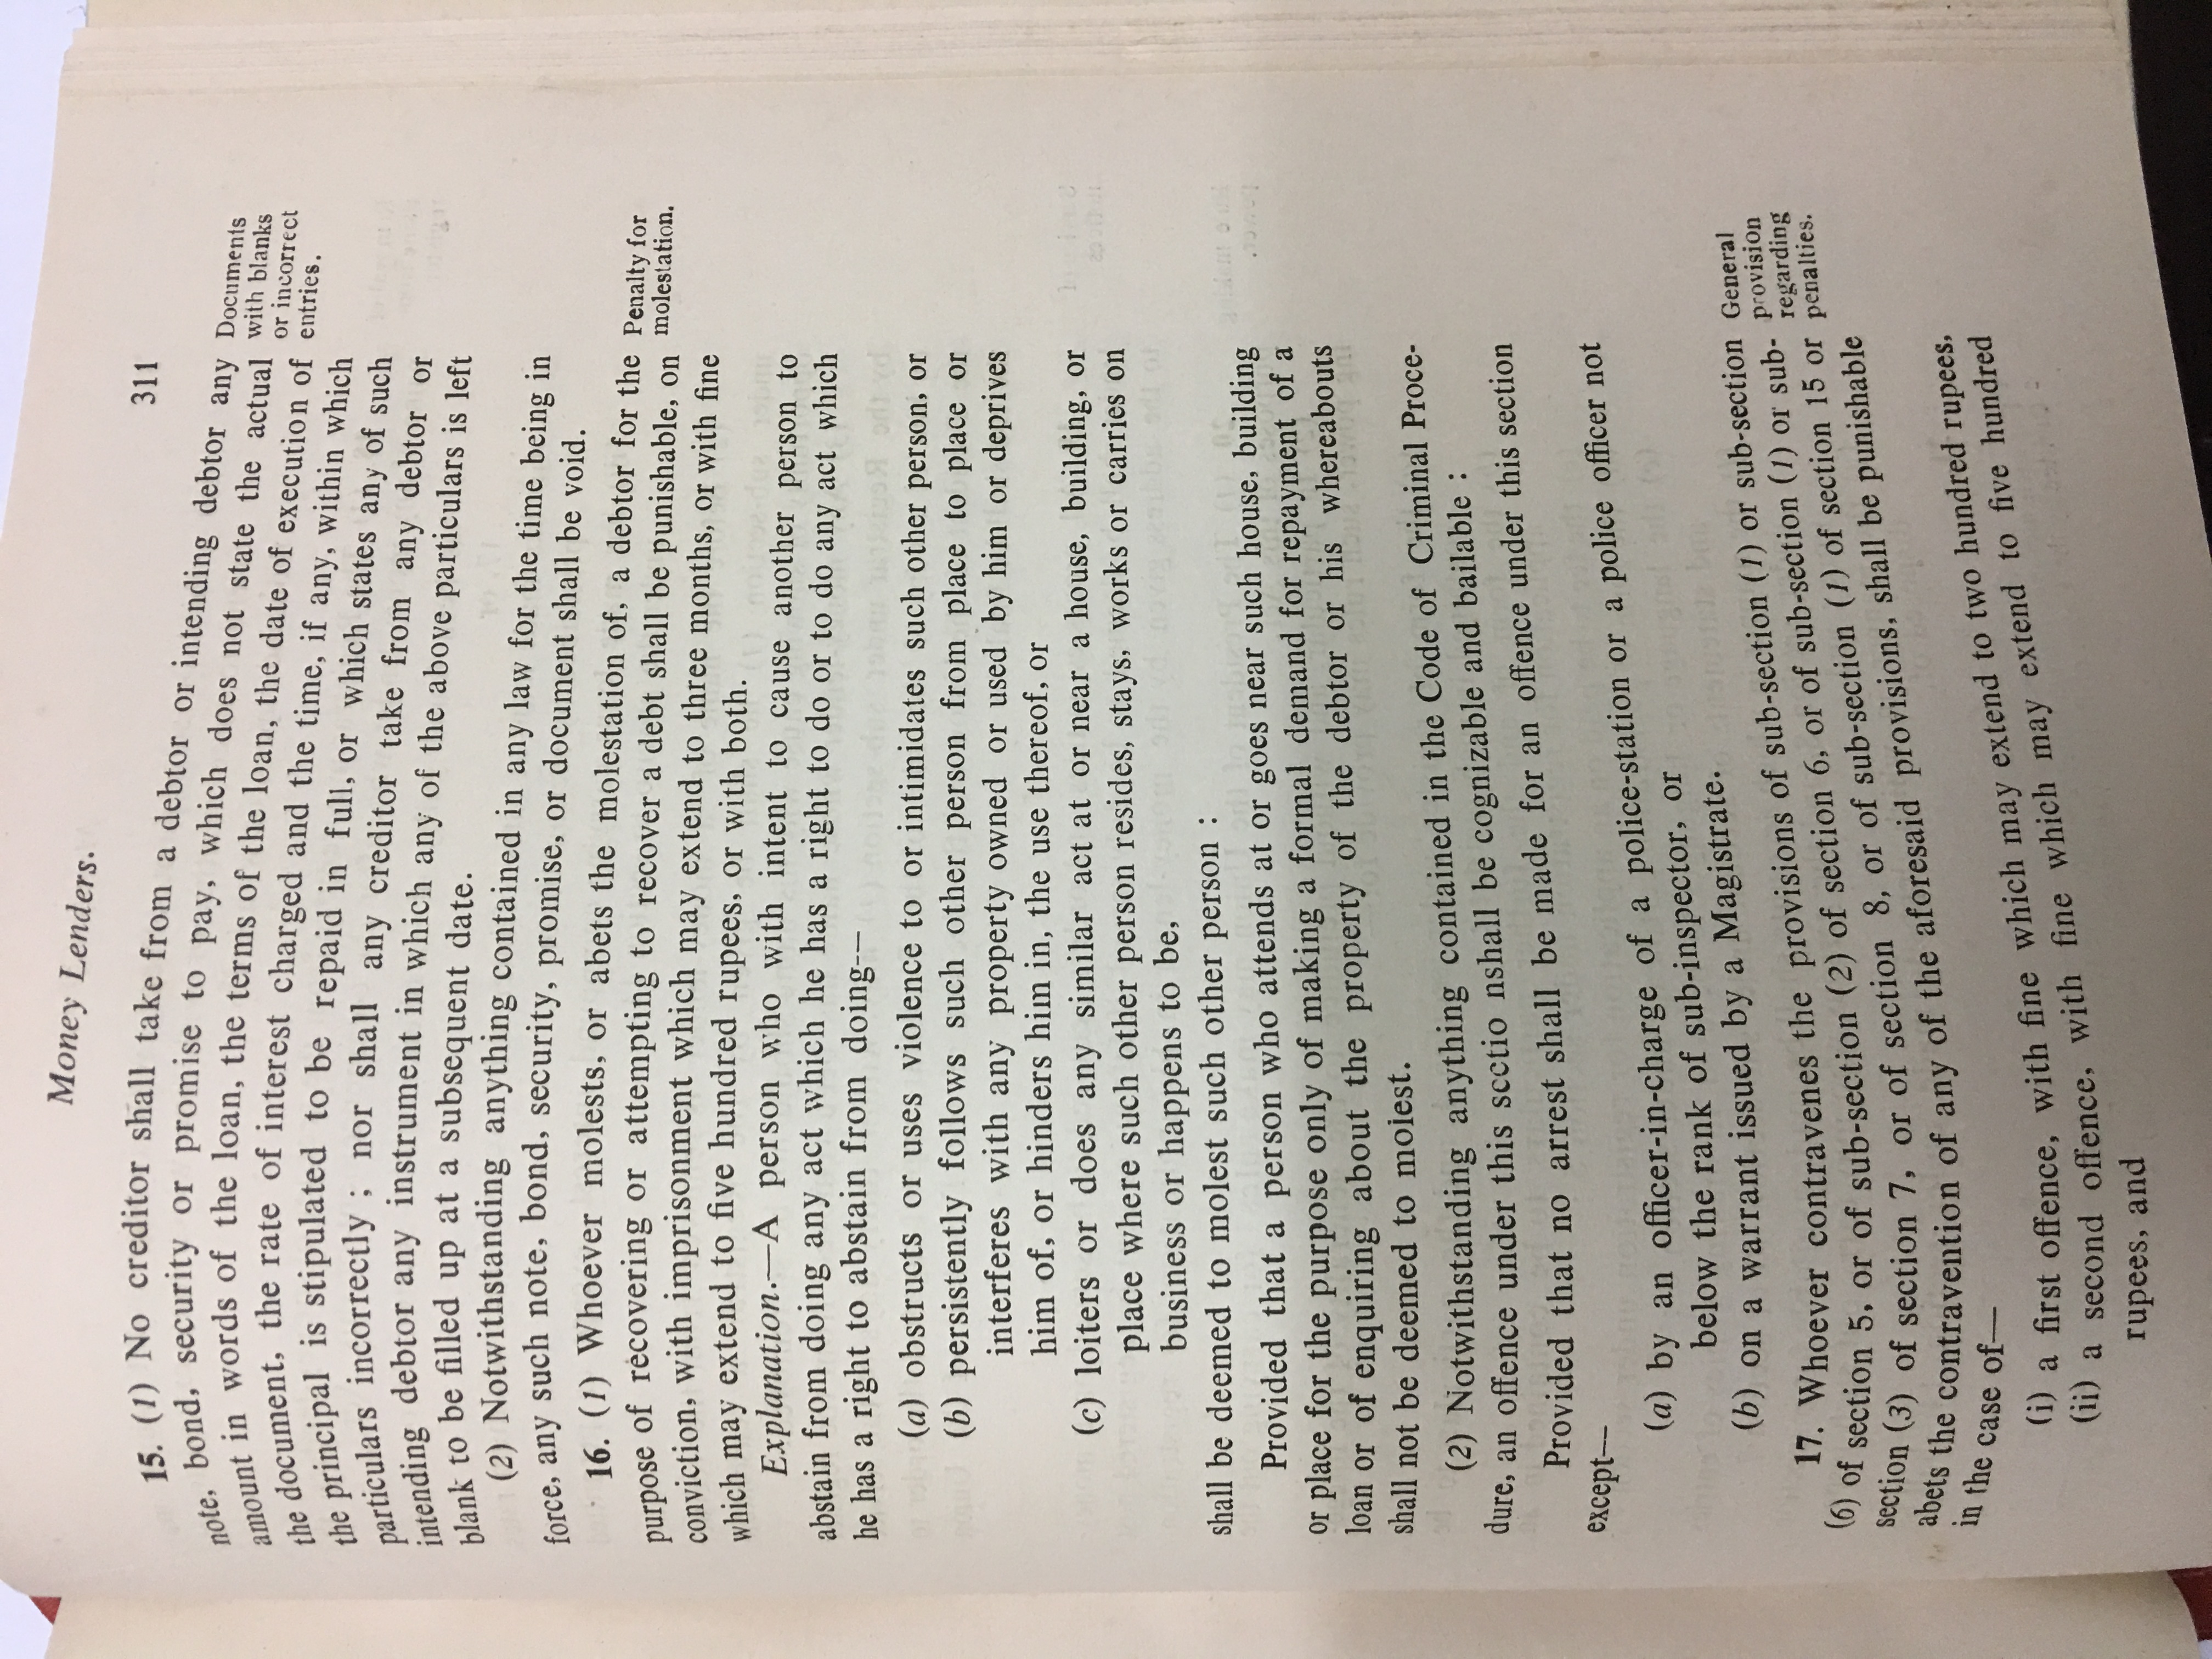 Money Lenders.
311
15. (1) No creditor shall take from a debtor or intending debtor any
note, bond, security or promise to pay, which does not state the actual
amount in words of the loan, the terms of the loan, the date of execution of
the document, the rate of interest charged and the time, if any, within which
the principal is stipulated to be repaid in full, or which states any of such
particulars incorrectly ; nor shall any creditor take from any debtor or
intending debtor any instrument in which any of the above particulars is left
blank to be filled up at a subsequent date.
Documents
with blanks
or incorrect
entries.
(2) Notwithstanding anything contained in any law for the time being in
force, any such note, bond, security, promise, or document shall be void.
16. (1) Whoever molests, or abets the molestation of, a debtor for the
purpose of recovering or attempting to recover a debt shall be punishable, on
conviction, with imprisonment which may extend to three months, or with fine
which may extend to five hundred rupees, or with both.
Penalty for
molestation.
Explanation.—A person who with intent to cause another person to
abstain from doing any act which he has a right to do or to do any act which
he has a right to abstain from doing--
(a) obstructs or uses violence to or intimidates such other person, or
(b) persistently follows such other person from place to place or
interferes with any property owned or used by him or deprives
him of, or hinders him in, the use thereof, or
(c) loiters or does any similar act at or near a house, building, or
place where such other person resides, stays, works or carries on
business or happens to be,
shall be deemed to molest such other person :
Provided that a person who attends at or goes near such house, building
or place for the purpose only of making a formal demand for repayment of a
loan or of enquiring about the property of the debtor or his whereabouts
shall not be deemed to moiest.
(2) Notwithstanding anything contained in the Code of Criminal Proce-
dure, an offence under this scctio nshall be cognizable and bailable :
Provided that no arrest shall be made for an offence under this section
except—
(a) by an officer-in-charge of a police-station or a police officer not
below the rank of sub-inspector, or
(b) on a warrant issued by a Magistrate.
17. Whoever contravenes the provisions of sub-section (1) or sub-section
(6) of section 5, or of sub-section (2) of section 6, or of sub-section (1) or sub-
section (3) of section 7, or of section 8, or of sub-section (1) of section 15 or
abets the contravention of any of the aforesaid provisions, shall be punishable
in the case of—
General
provision
regarding
penalties.
(i) a first offence, with fine which may extend to two hundred rupees,
(ii) a second offence, with fine which may extend to five hundred
rupees, and